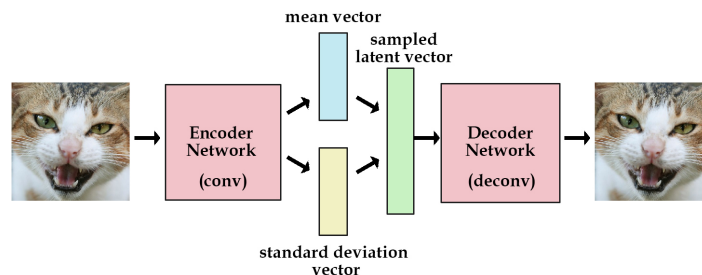 mean vector
sampled
latent vector
Encoder
Network
(conv)
Decoder
Network
(deconv)
standard deviation
vector